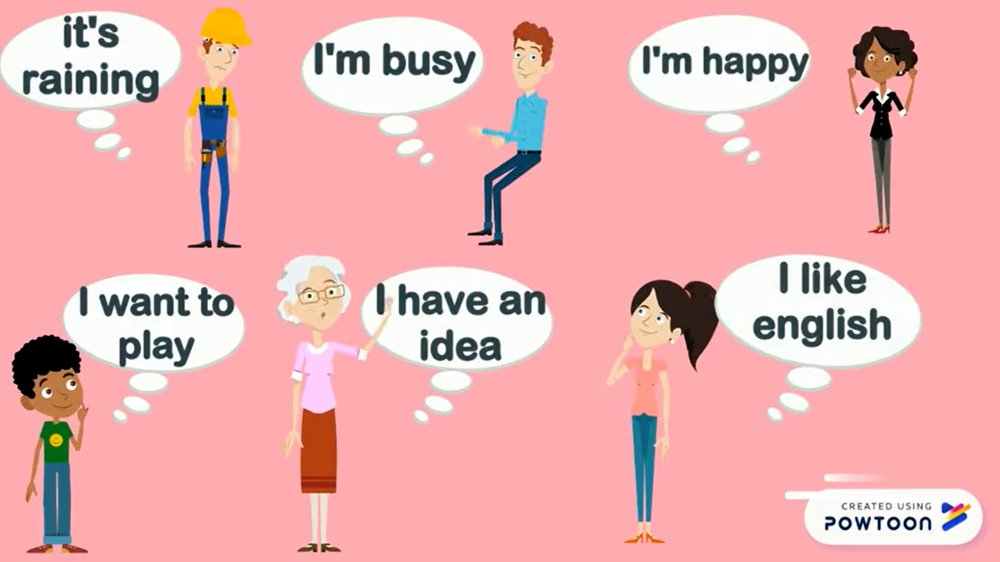 it's
raining
I'm busy
I'm happy
I want to
play
I have an
idea
I like
english
CREATED USING
POWTOON